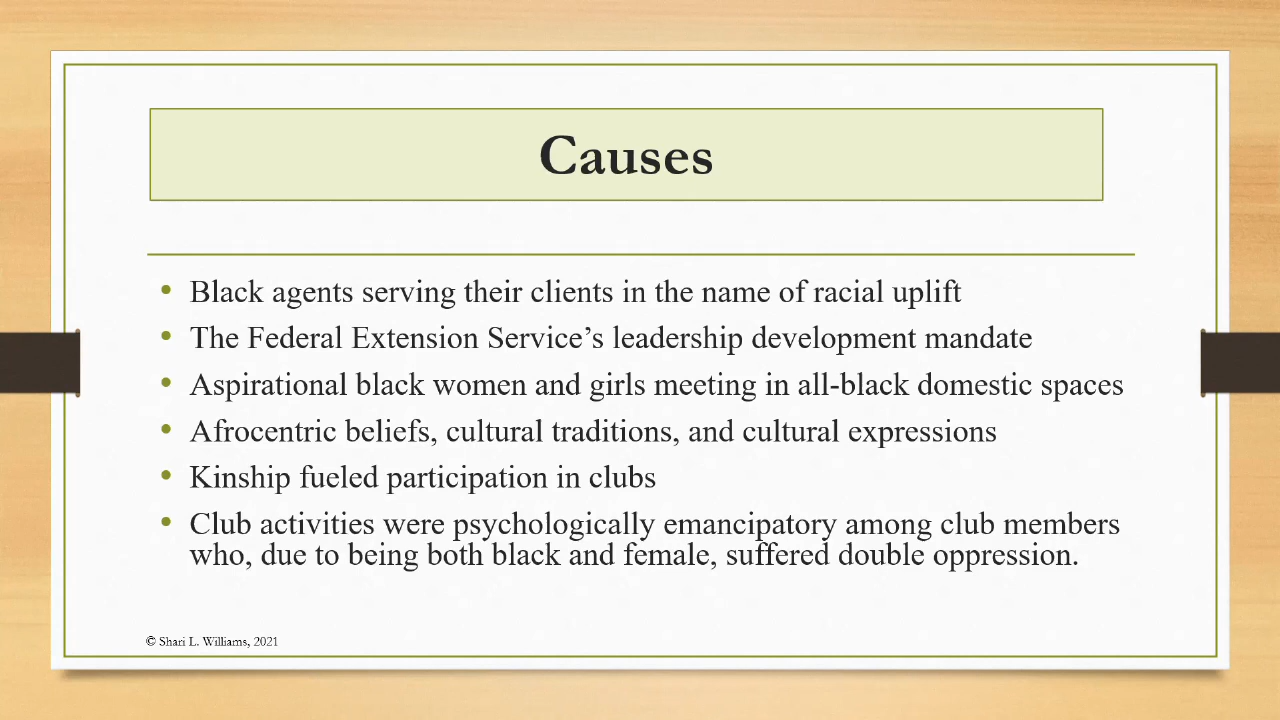 Causes
• Black agents serving their clients in the name of racial uplift
• The Federal Extension Service’s leadership development mandate
• Aspirational black women and girls meeting in all-black domestic spaces
• Afrocentric beliefs, cultural traditions, and cultural expressions
• Kinship fueled participation in clubs
• Club activities were psychologically emancipatory among club members
who, due to being both black and female, suffered double oppression.
© Shari L. Williams, 2021